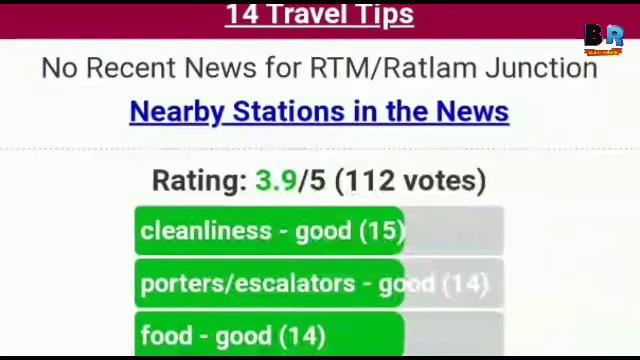 14 Travel Tips
BR
No Recent News for RTM/Ratlam Junction
Nearby Stations in the News
Rating: 3.9/5 (112 votes)
cleanliness - good (15)
porters/escalators - good (14)
food - good (14)